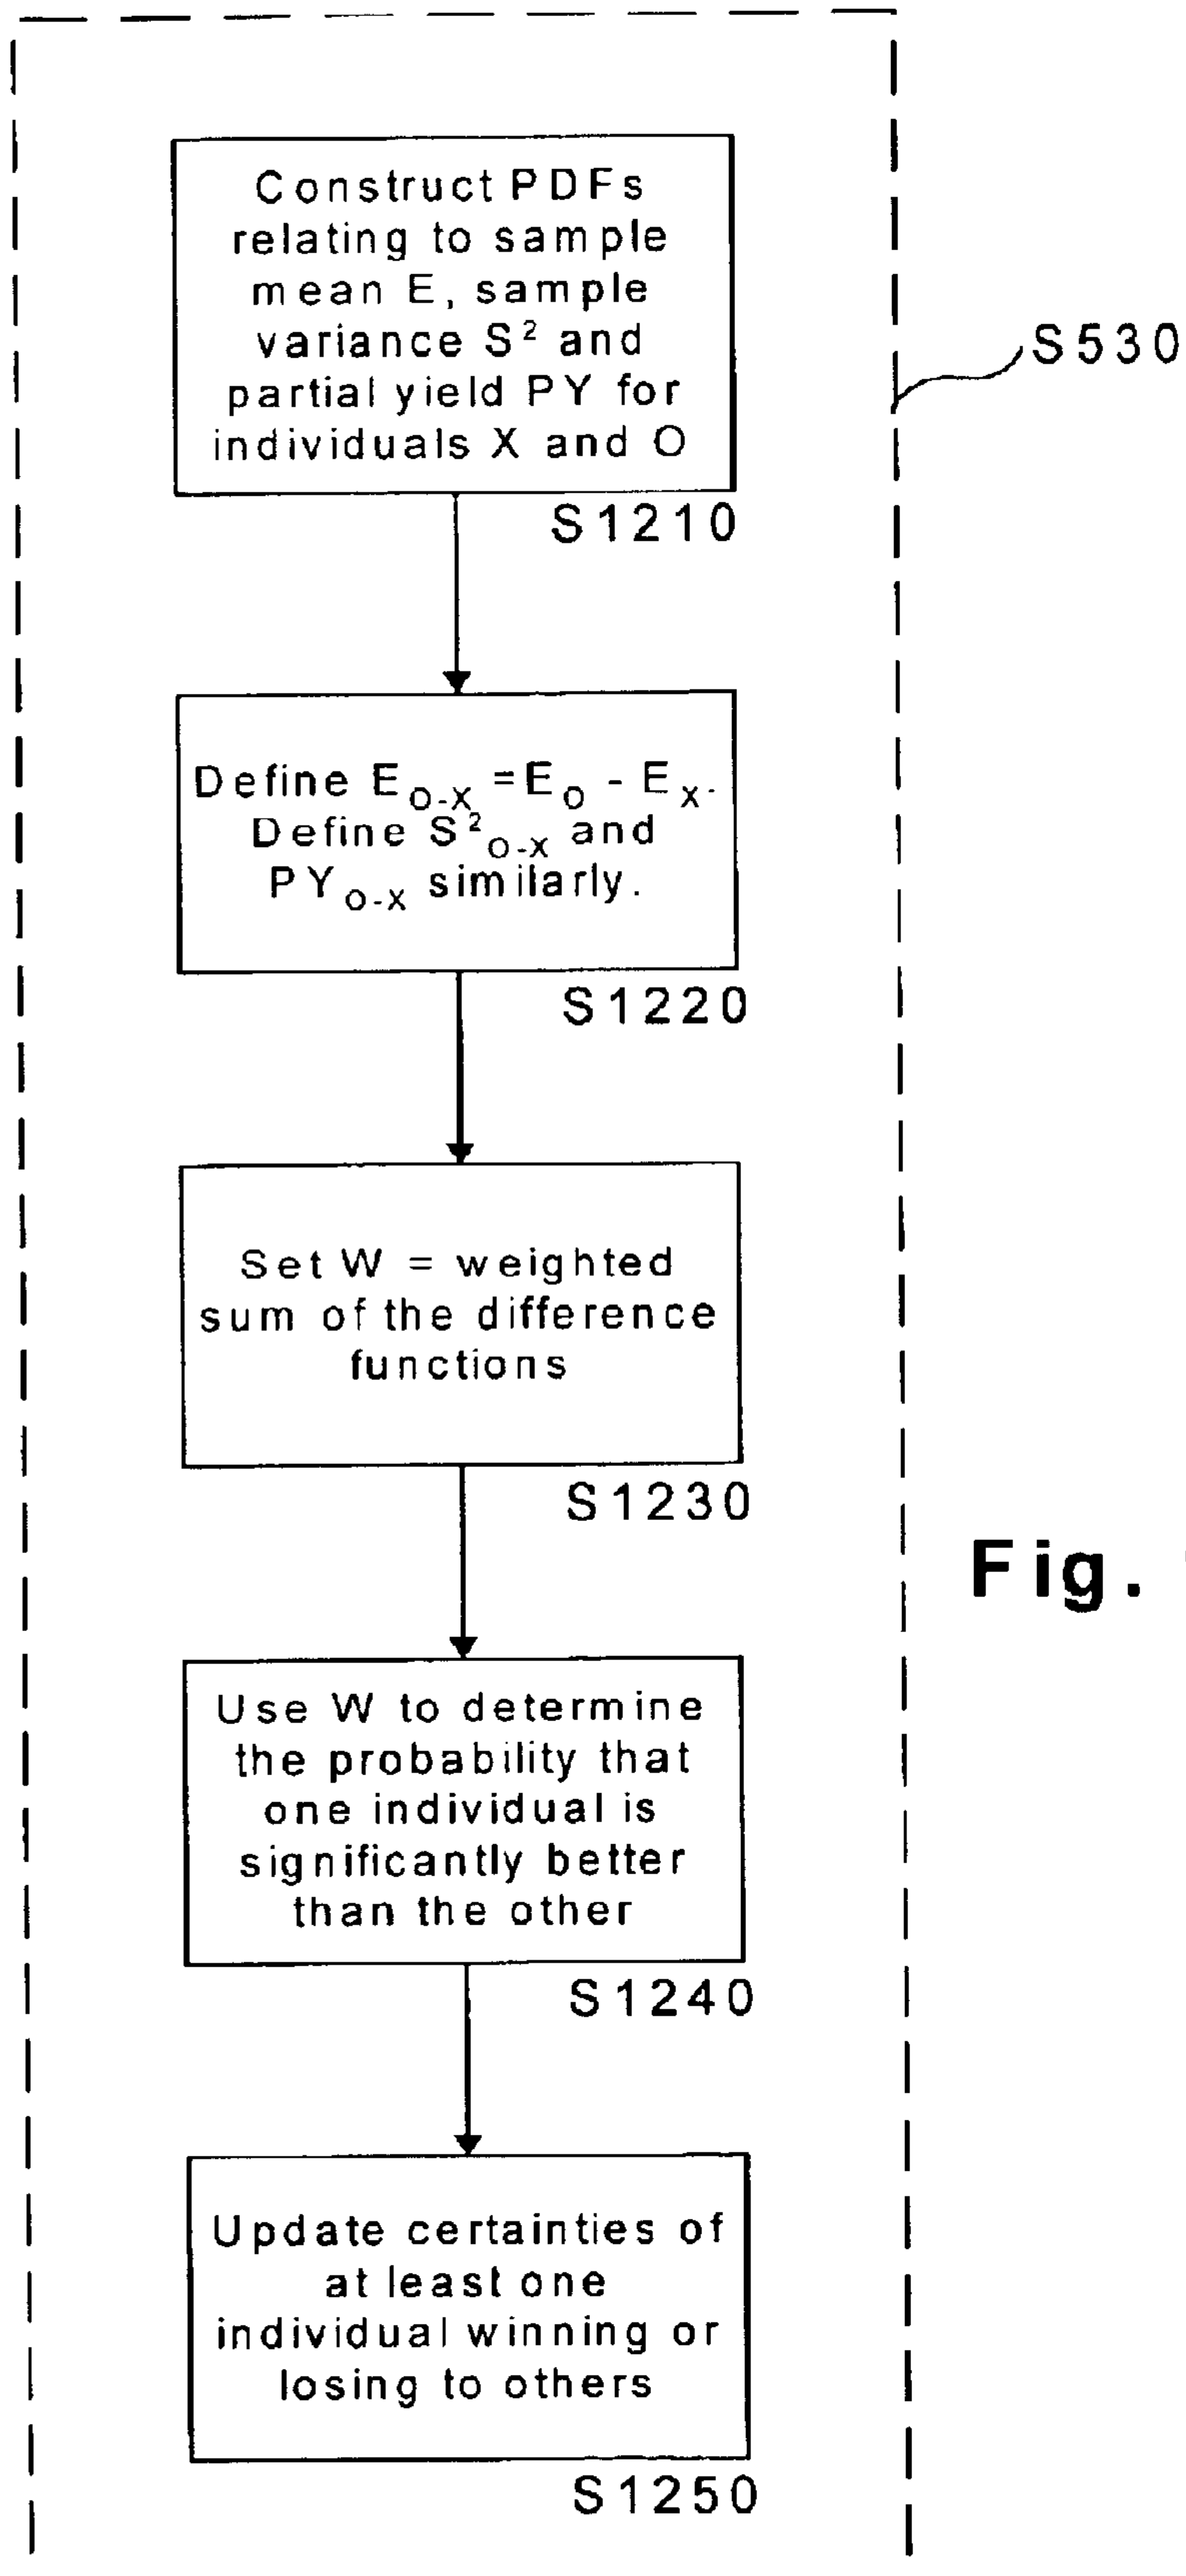 Construct PDFs
relating to sample
mean E, sample
variance S² and
partial yield PY for
individuals X and O
S1210
S530
Define E_O-X = E_O - E_X.
Define S²_O-X and
PY_O-X similarly.
S1220
Set W = weighted
sum of the difference
functions
S1230
Fig.
Use W to determine
the probability that
one individual is
significantly better
than the other
S1240
Update certainties of
at least one
individual winning or
losing to others
S1250